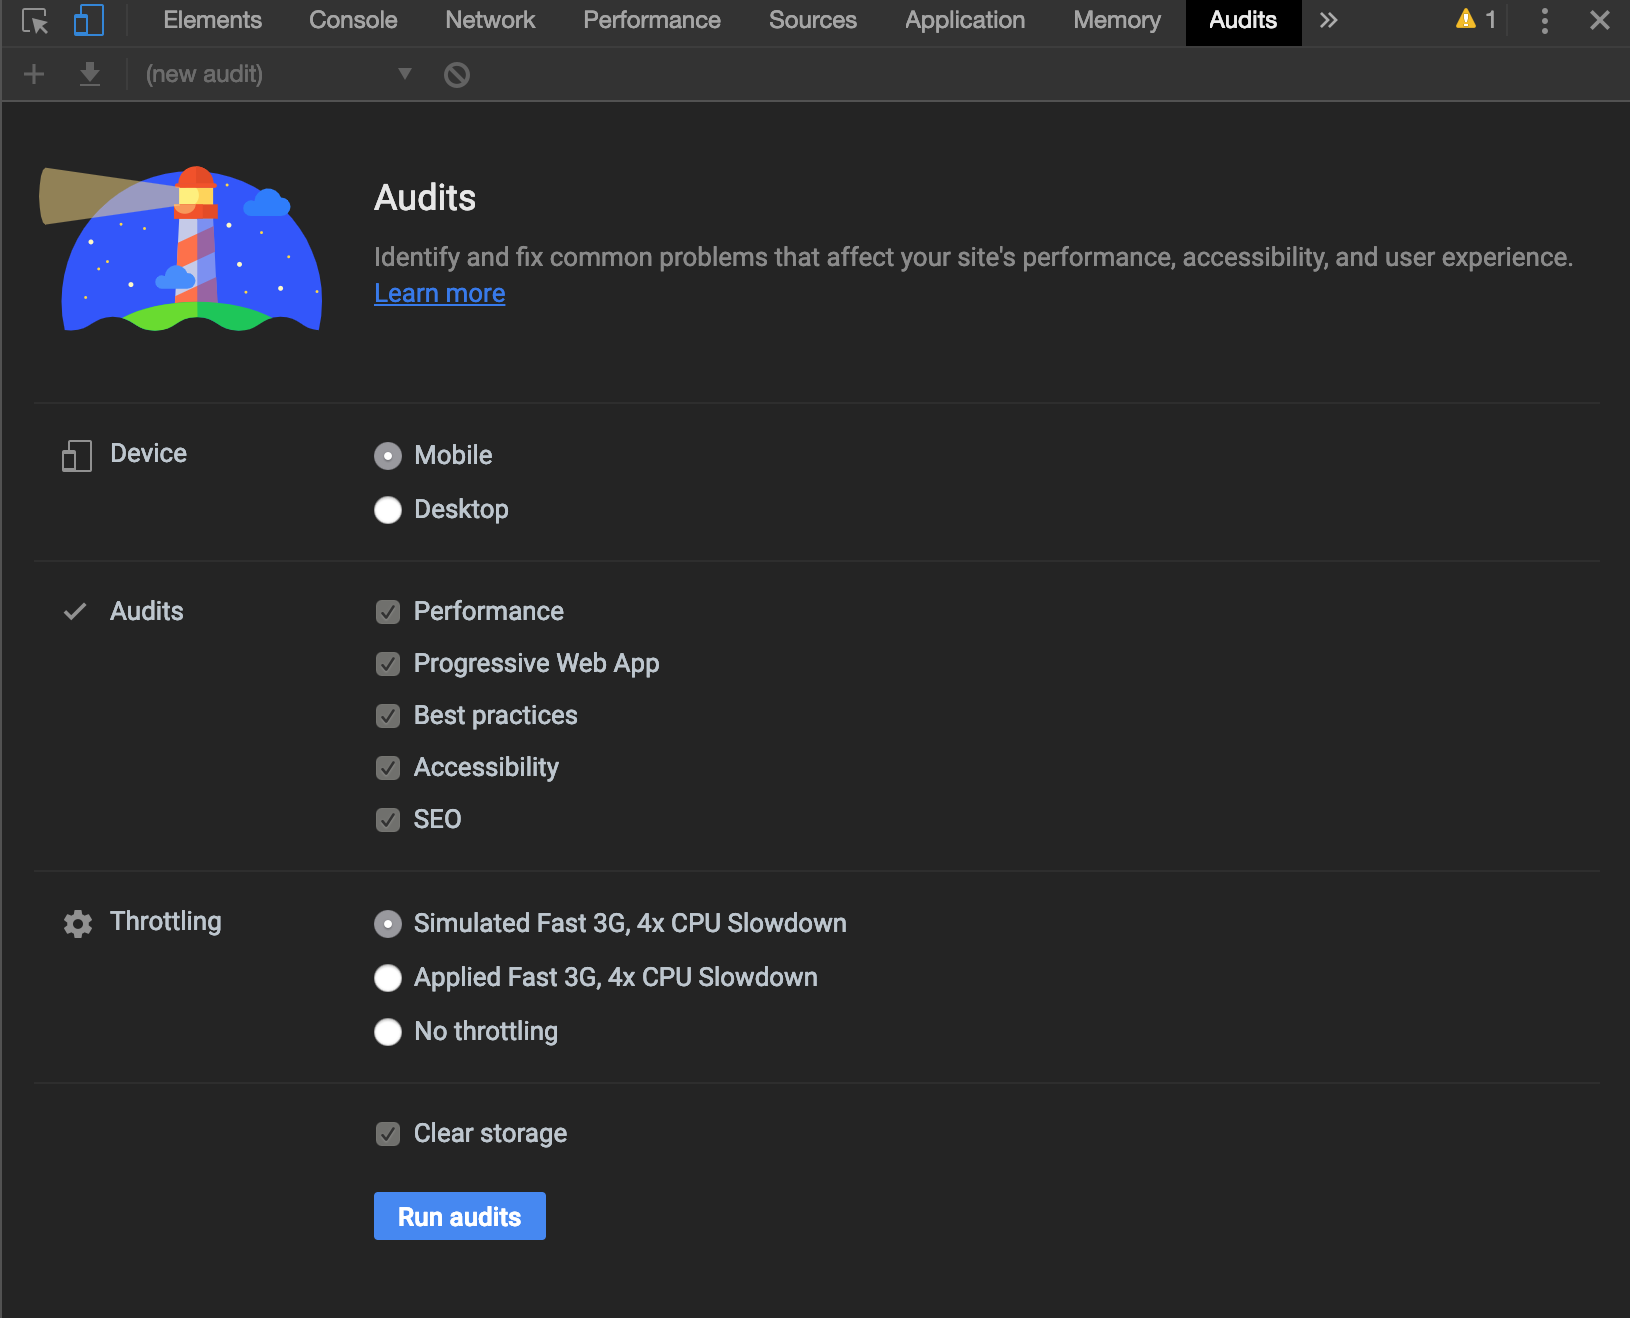 Elements Console Network Performance Sources Application Memory Audits » 1
(new audit)
Audits
Identify and fix common problems that affect your site's performance, accessibility, and user experience.
Learn more
Device
Mobile
Desktop
Audits
Performance
Progressive Web App
Best practices
Accessibility
SEO
Throttling
Simulated Fast 3G, 4x CPU Slowdown
Applied Fast 3G, 4x CPU Slowdown
No throttling
Clear storage
Run audits